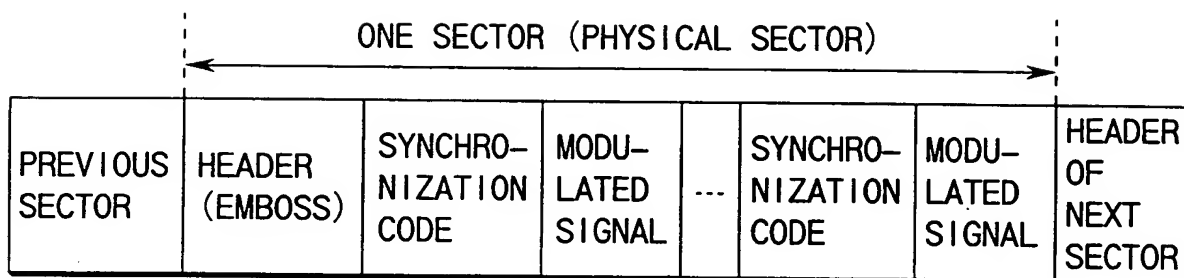 ONE SECTOR (PHYSICAL SECTOR)
PREVIOUS
SECTOR
HEADER
(EMBOSS)
SYNCHRO-
NIZATION
CODE
MODU-
LATED
SIGNAL
...
SYNCHRO-
NIZATION
CODE
MODU-
LATED
SIGNAL
HEADER
OF
NEXT
SECTOR